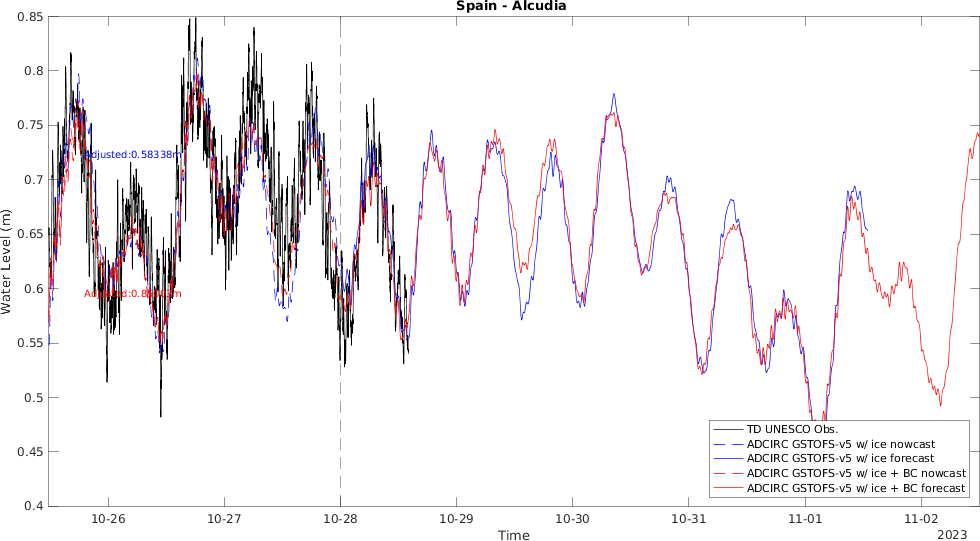 Spain - Alcudia
0.85
0.8
0.75
0.7
0.65
0.6
0.55
0.5
0.45
0.4
Water Level (m)
Adjusted:0.58338m
TD UNESCO Obs.
ADCIRC GSTOFS-v5 w/ ice nowcast
ADCIRC GSTOFS-v5 w/ ice forecast
ADCIRC GSTOFS-v5 w/ ice + BC nowcast
ADCIRC GSTOFS-v5 w/ ice + BC forecast
10-26
10-27
10-28
10-29
10-30
10-31
11-01
11-02
Time
2023